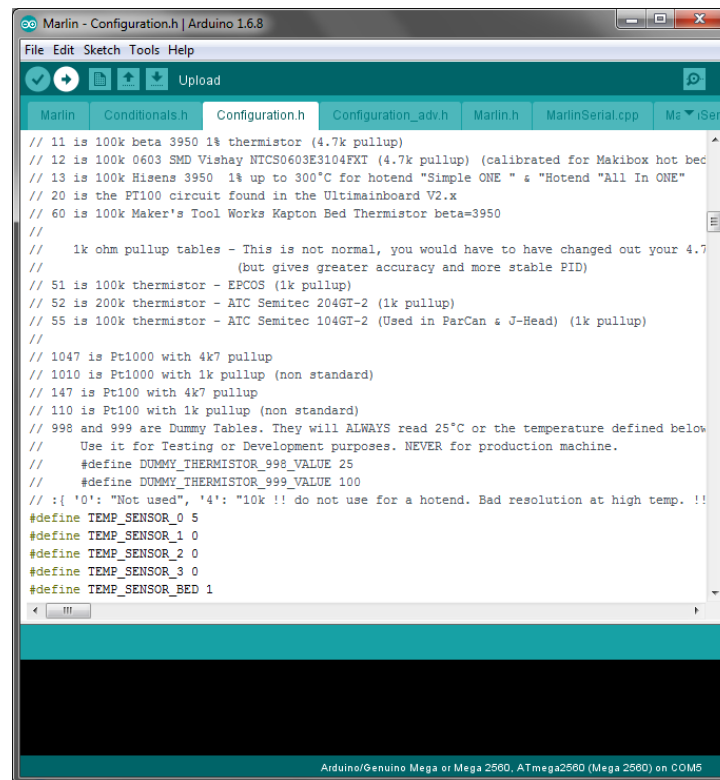 Marlin - Configuration.h | Arduino 1.6.8
File Edit Sketch Tools Help
Upload
Marlin Conditionals.h Configuration.h Configuration_adv.h Marlin.h MarlinSerial.cpp
// 11 is 100k beta 3950 1% thermistor (4.7k pullup)
// 12 is 100k 0603 SMD Vishay NTCS0603E3104FXT (4.7k pullup) (calibrated for Makibox hot bed
// 13 is 100k Hisens 3950  1% up to 300°C for hotend "Simple ONE " & "Hotend "All In ONE"
// 20 is the PT100 circuit found in the Ultimainboard V2.x
// 60 is 100k Maker's Tool Works Kapton Bed Thermistor beta=3950
//
//    1k ohm pullup tables - This is not normal, you would have to have changed out your 4.7
//                          (but gives greater accuracy and more stable PID)
// 51 is 100k thermistor - EPCOS (1k pullup)
// 52 is 200k thermistor - ATC Semitec 204GT-2 (1k pullup)
// 55 is 100k thermistor - ATC Semitec 104GT-2 (Used in ParCan & J-Head) (1k pullup)
//
// 1047 is Pt1000 with 4k7 pullup
// 1010 is Pt1000 with 1k pullup (non standard)
// 147 is Pt100 with 4k7 pullup
// 110 is Pt100 with 1k pullup (non standard)
// 998 and 999 are Dummy Tables. They will ALWAYS read 25°C or the temperature defined below
//     Use it for Testing or Development purposes. NEVER for production machine.
//     #define DUMMY_THERMISTOR_998_VALUE 25
//     #define DUMMY_THERMISTOR_999_VALUE 100
// :{ '0': "Not used", '4': "10k !! do not use for a hotend. Bad resolution at high temp. !!
#define TEMP_SENSOR_0 5
#define TEMP_SENSOR_1 0
#define TEMP_SENSOR_2 0
#define TEMP_SENSOR_3 0
#define TEMP_SENSOR_BED 1
Arduino/Genuino Mega or Mega 2560, ATmega2560 (Mega 2560) on COM5